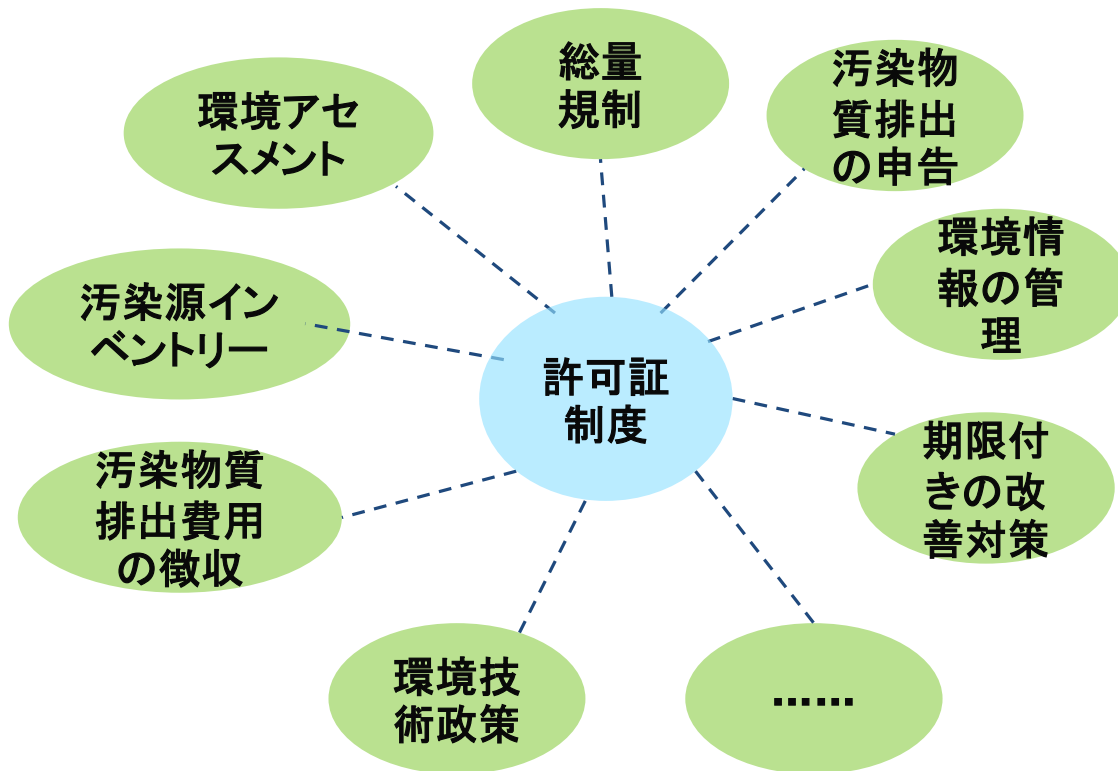 総量
規制
汚染物
質排出
の申告
環境アセ
スメント
環境情
報の管
理
汚染源イン
ベントリー
許可証
制度
期限付
きの改
善対策
汚染物質
排出費用
の徴収
環境技
術政策
……